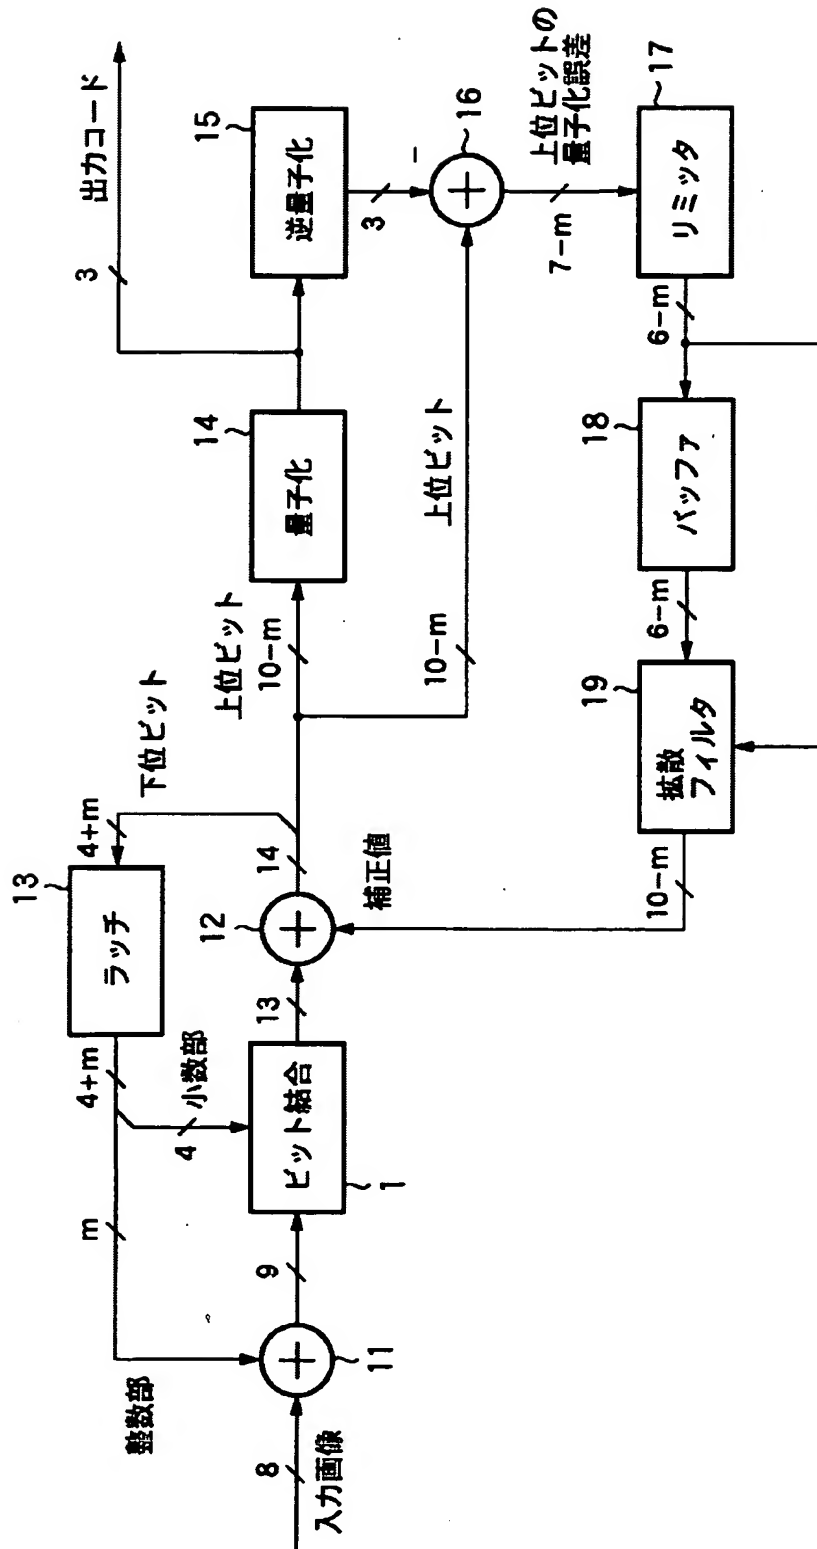 入力画像
8
整数部
11
9
m
ビット結合
1
4
小数部
4+m
ラッチ
13
13
12
14
補正値
4+m
下位ビット
上位ビット
10-m
量子化
14
3
出力コード
逆量子化
15
3
-
16
10-m
上位ビット
上位ビットの
量子化誤差
7-m
リミッタ
17
6-m
バッファ
18
6-m
拡散
フィルタ
19
10-m